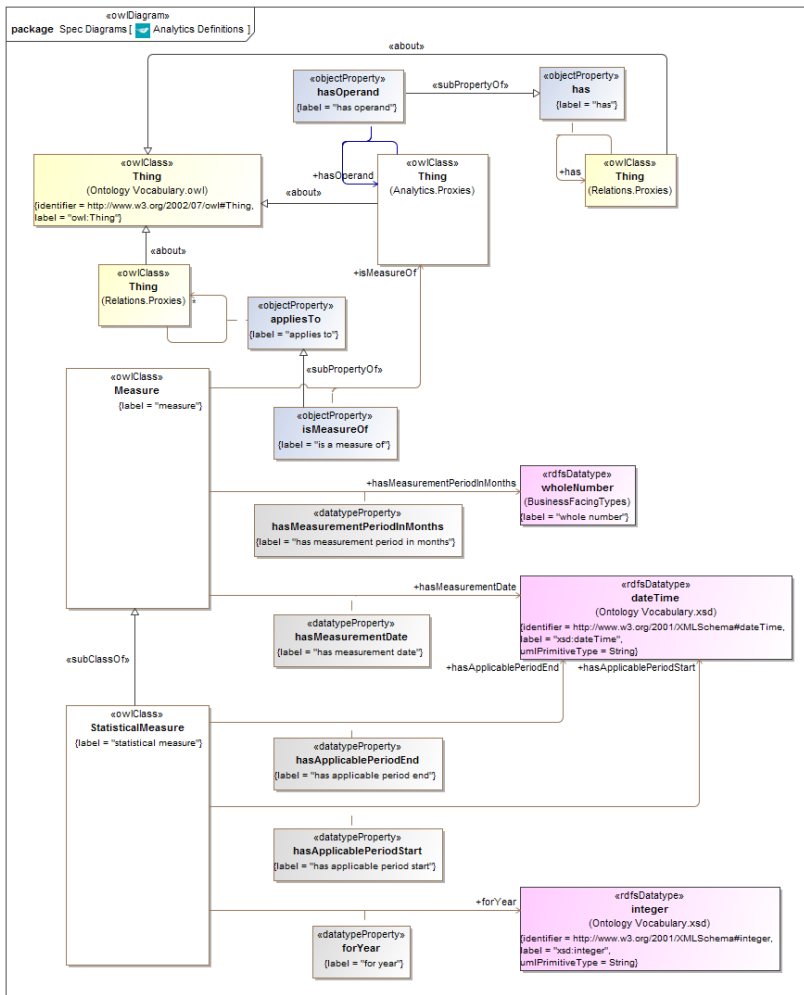 «owlDiagram»
package Spec Diagrams [ Analytics Definitions ]
«about»
«objectProperty»
hasOperand
{label = "has operand"}
«subPropertyOf»
«objectProperty»
has
{label = "has"}
«owlClass»
Thing
(Ontology Vocabulary.owl)
{identifier = http://www.w3.org/2002/07/owl#Thing,
label = "owl:Thing"}
+hasOperand
«about»
«owlClass»
Thing
(Analytics.Proxies)
+has
«owlClass»
Thing
(Relations.Proxies)
«about»
«owlClass»
Thing
(Relations.Proxies)
*
+isMeasureOf
«objectProperty»
appliesTo
{label = "applies to"}
«subPropertyOf»
«owlClass»
Measure
{label = "measure"}
«objectProperty»
isMeasureOf
{label = "is a measure of"}
+hasMeasurementPeriodInMonths
«rdfsDatatype»
wholeNumber
(BusinessFacingTypes)
{label = "whole number"}
«datatypeProperty»
hasMeasurementPeriodInMonths
{label = "has measurement period in months"}
+hasMeasurementDate
«rdfsDatatype»
dateTime
(Ontology Vocabulary.xsd)
{identifier = http://www.w3.org/2001/XMLSchema#dateTime,
label = "xsd:dateTime",
umlPrimitiveType = String}
«datatypeProperty»
hasMeasurementDate
{label = "has measurement date"}
«subClassOf»
+hasApplicablePeriodEnd
+hasApplicablePeriodStart
«owlClass»
StatisticalMeasure
{label = "statistical measure"}
«datatypeProperty»
hasApplicablePeriodEnd
{label = "has applicable period end"}
«datatypeProperty»
hasApplicablePeriodStart
{label = "has applicable period start"}
+forYear
«rdfsDatatype»
integer
(Ontology Vocabulary.xsd)
{identifier = http://www.w3.org/2001/XMLSchema#integer,
label = "xsd:integer",
umlPrimitiveType = String}
«datatypeProperty»
forYear
{label = "for year"}